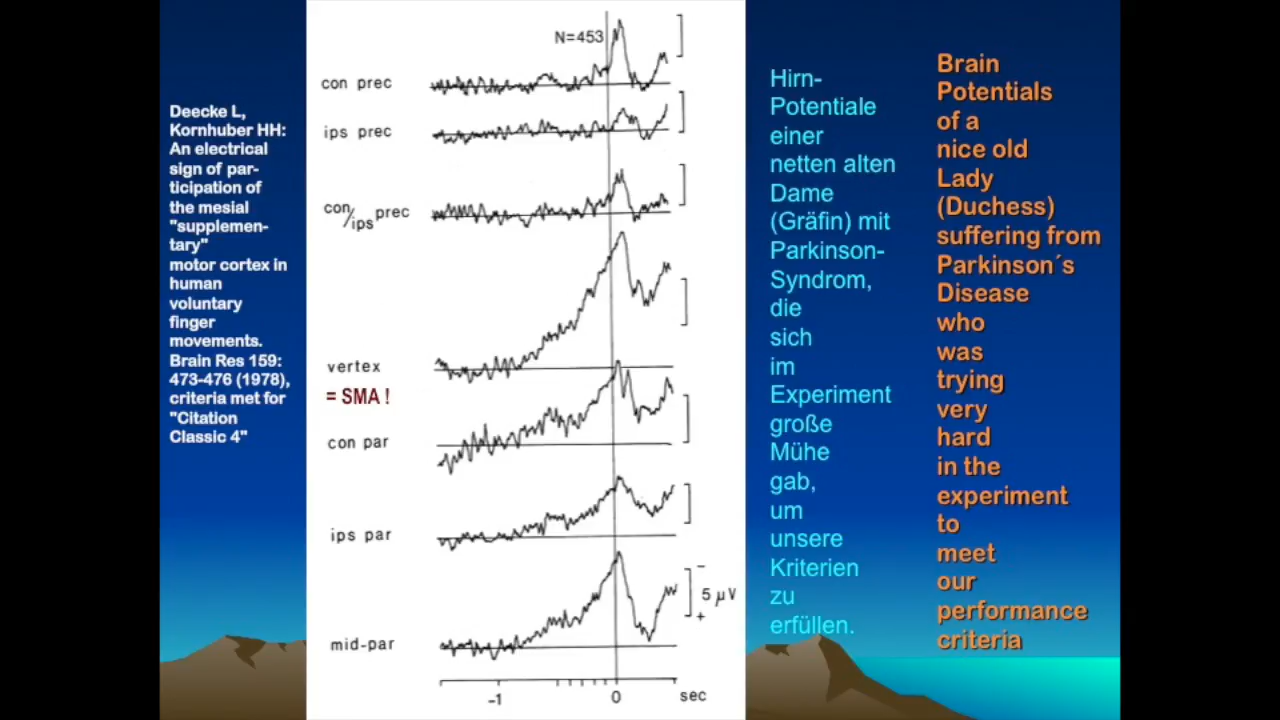 Deecke L,
Kornhuber HH:
An electrical
sign of par-
ticipation of
the mesial
"supplemen-
tary"
motor cortex in
human
voluntary
finger
movements.
Brain Res 159:
473-476 (1978),
criteria met for
"Citation
Classic 4"
N=453
con prec
ips prec
con/ips prec
vertex
= SMA !
con par
ips par
mid-par
−
5 µV
+
-1
0
sec
Hirn-
Potentiale
einer
netten alten
Dame
(Gräfin) mit
Parkinson-
Syndrom,
die
sich
im
Experiment
große
Mühe
gab,
um
unsere
Kriterien
zu
erfüllen.
Brain
Potentials
of a
nice old
Lady
(Duchess)
suffering from
Parkinson´s
Disease
who
was
trying
very
hard
in the
experiment
to
meet
our
performance
criteria